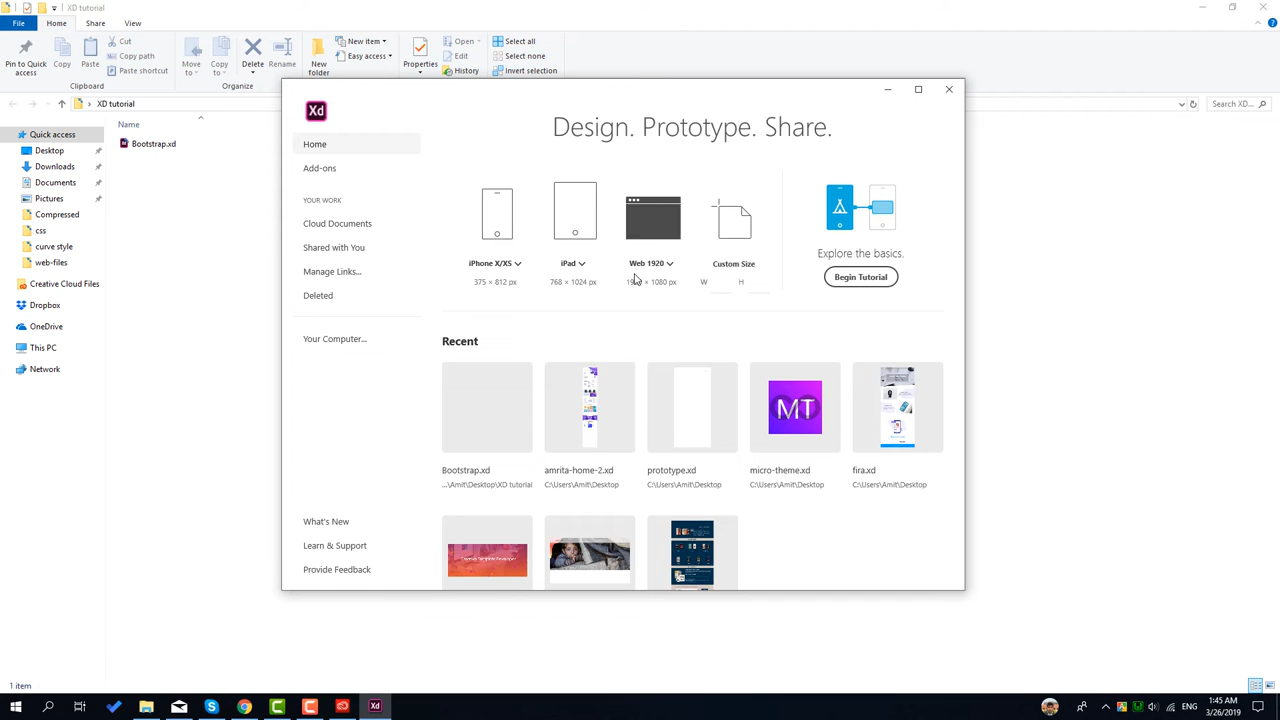 XD tutorial
File
Home
Share
View
Pin to Quick access
Copy
Paste
Cut
Copy path
Paste shortcut
Clipboard
Move to
Copy to
Delete
Rename
Organize
New folder
New item
Easy access
Properties
Open
Edit
History
Select all
Select none
Invert selection
XD tutorial
Search XD...
Quick access
Desktop
Downloads
Documents
Pictures
Compressed
css
curve style
web-files
Creative Cloud Files
Dropbox
OneDrive
This PC
Network
Name
Bootstrap.xd
Xd
Home
Add-ons
YOUR WORK
Cloud Documents
Shared with You
Manage Links...
Deleted
Your Computer...
What's New
Learn & Support
Provide Feedback
Design. Prototype. Share.
iPhone X/XS
375 × 812 px
iPad
768 × 1024 px
Web 1920
× 1080 px
Custom Size
W H
Explore the basics.
Begin Tutorial
Recent
Bootstrap.xd
...\Amit\Desktop\XD tutorial
amrita-home-2.xd
C:\Users\Amit\Desktop
prototype.xd
C:\Users\Amit\Desktop
MT
micro-theme.xd
C:\Users\Amit\Desktop
fira.xd
C:\Users\Amit\Desktop
1 item
ENG
1:45 AM
3/26/2019